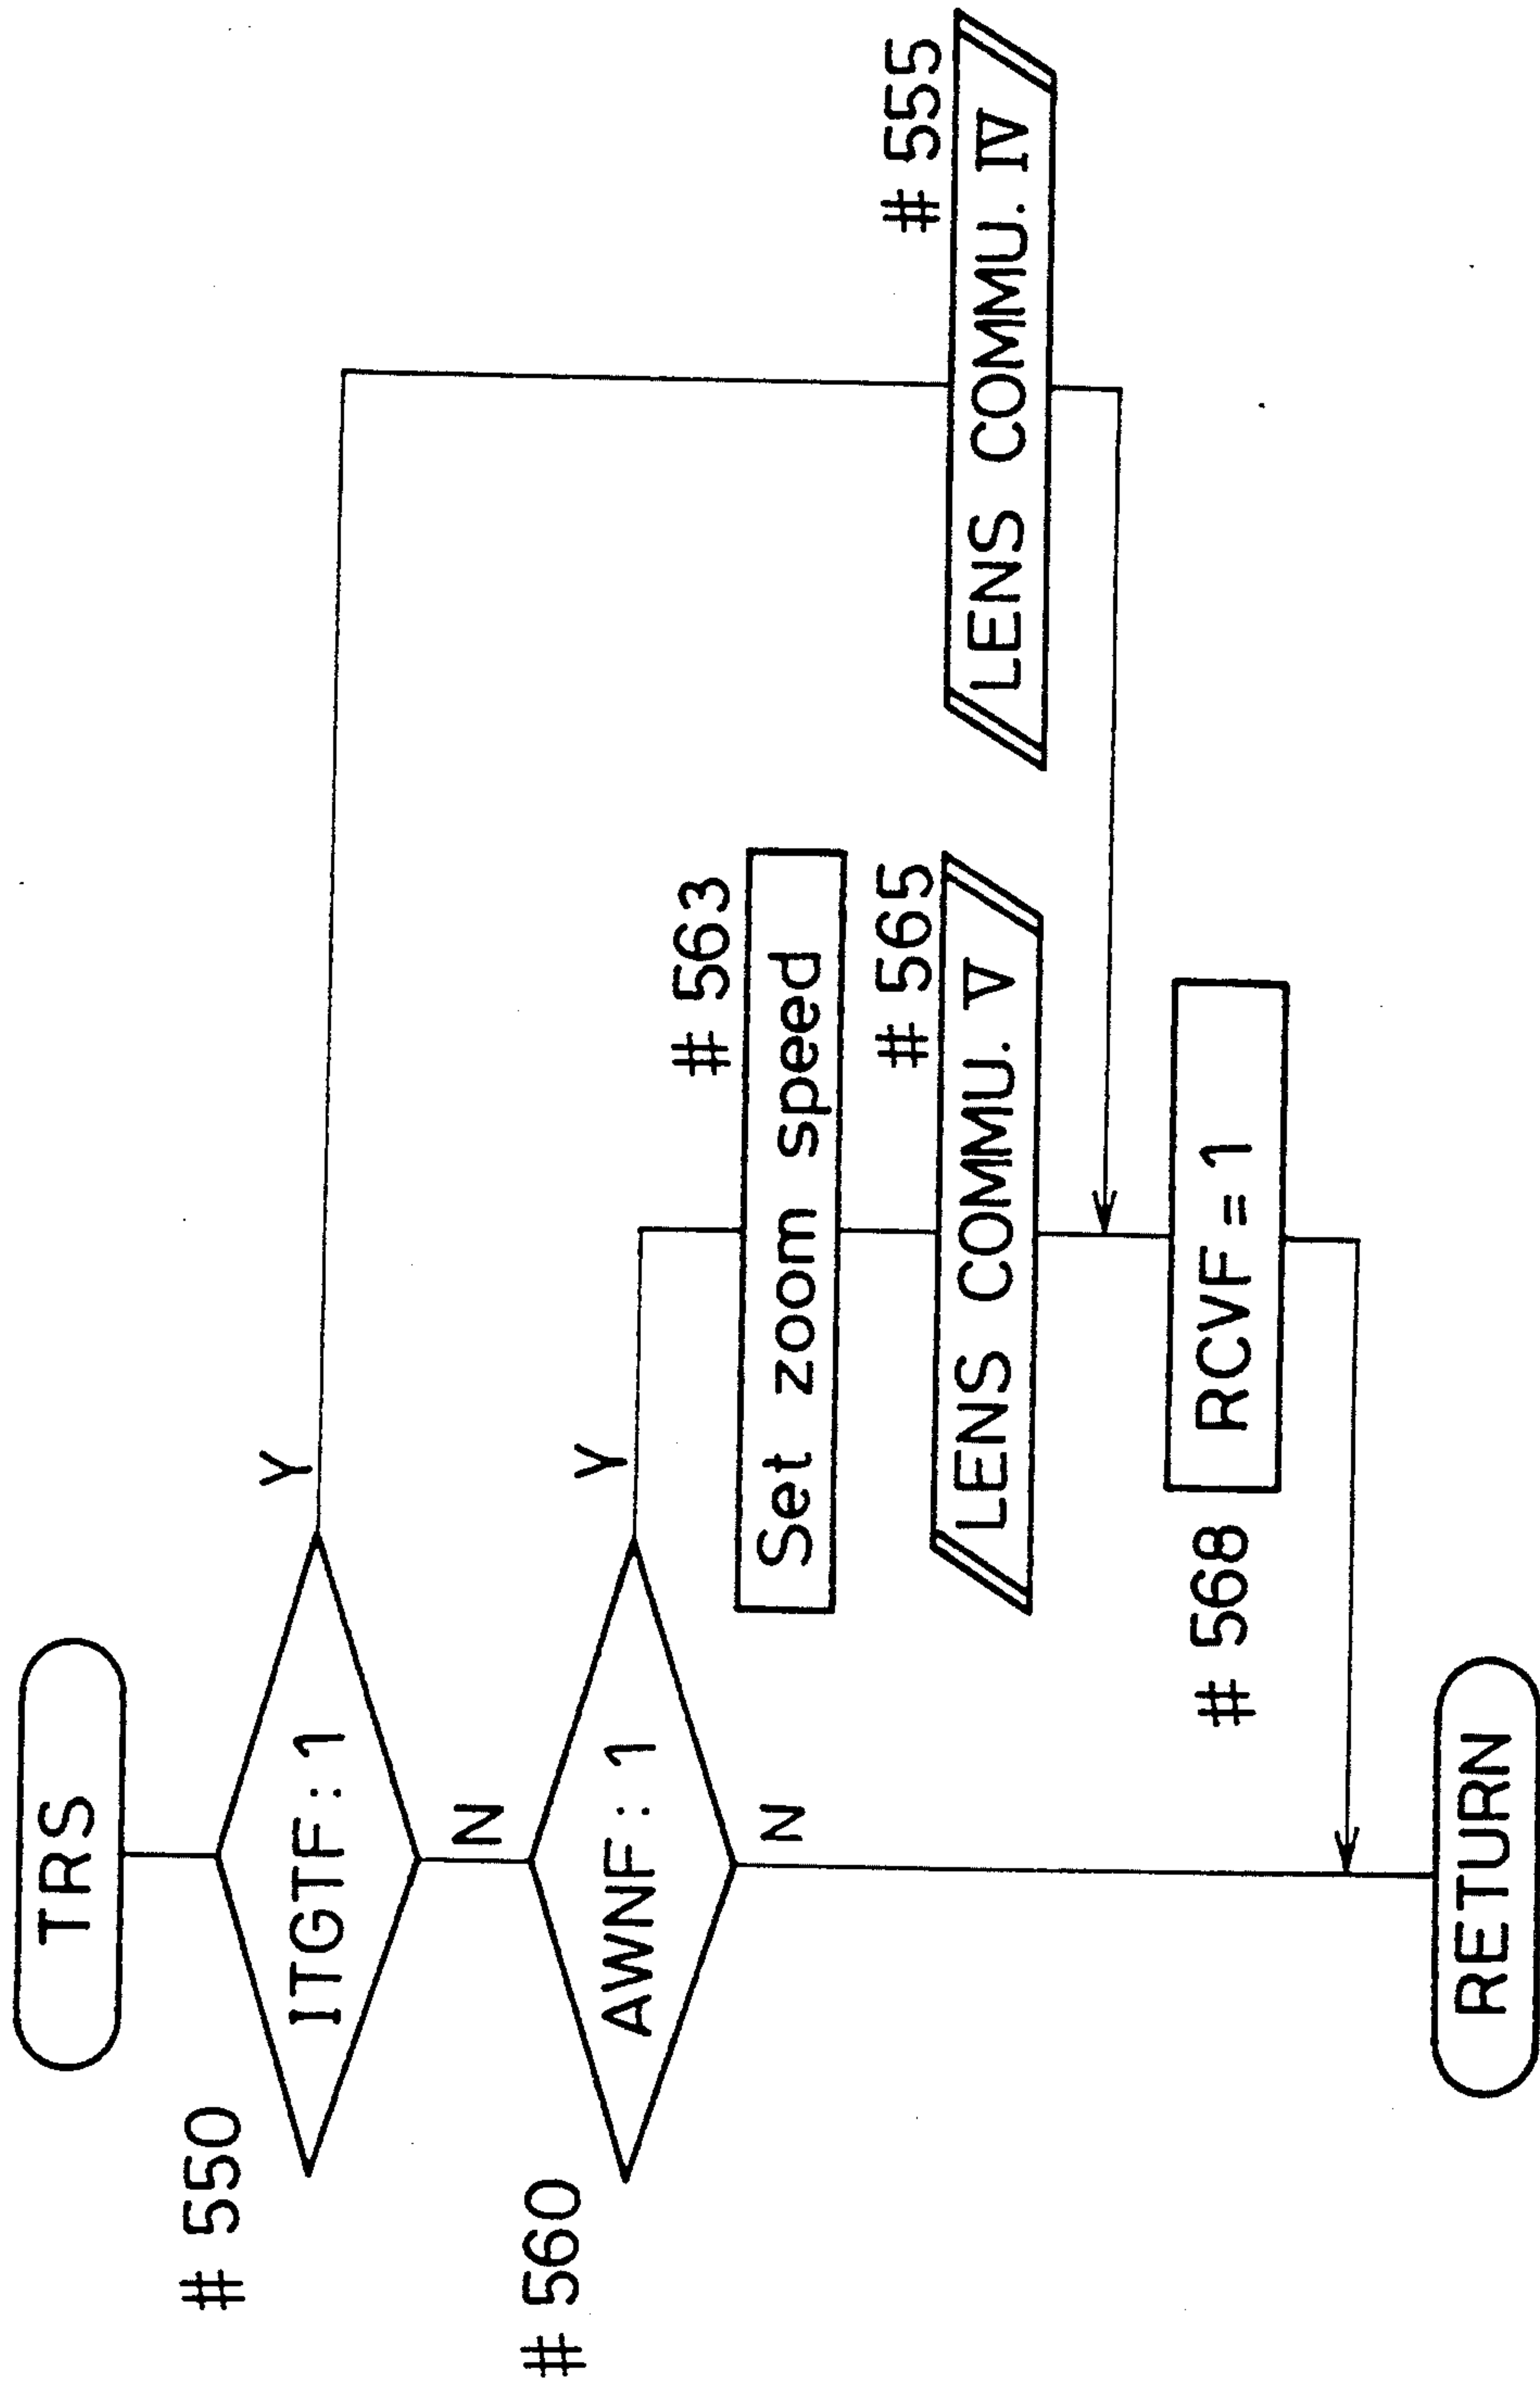 TRS
# 550
ITGTF : 1
Y
N
# 560
AWNF : 1
Y
N
# 563
Set zoom speed
# 565
LENS COMMU. V
# 555
LENS COMMU. IV
# 568
RCVF = 1
RETURN